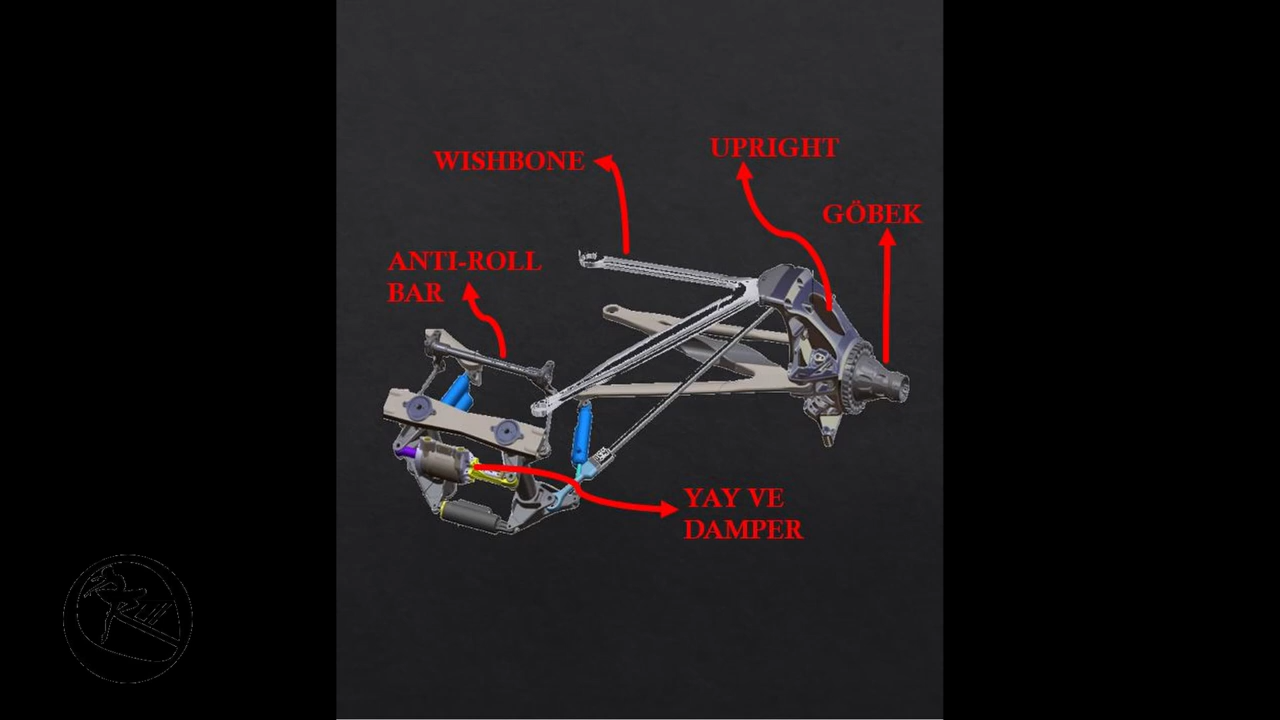 WISHBONE
UPRIGHT
GÖBEK
ANTI-ROLL
BAR
YAY VE
DAMPER